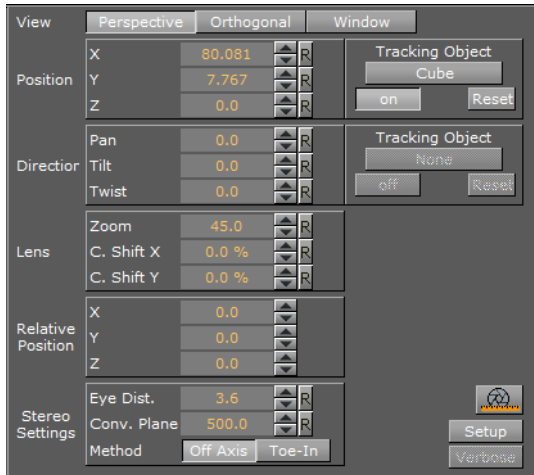 View Perspective Orthogonal Window
Position
X 80.081 R
Y 7.767 R
Z 0.0 R
Tracking Object
Cube
on Reset
Direction
Pan 0.0 R
Tilt 0.0 R
Twist 0.0 R
Tracking Object
None
off Reset
Lens
Zoom 45.0 R
C. Shift X 0.0 % R
C. Shift Y 0.0 % R
Relative
Position
X 0.0
Y 0.0
Z 0.0
Stereo
Settings
Eye Dist. 3.6 R
Conv. Plane 500.0 R
Method Off Axis Toe-In
Setup
Verbose